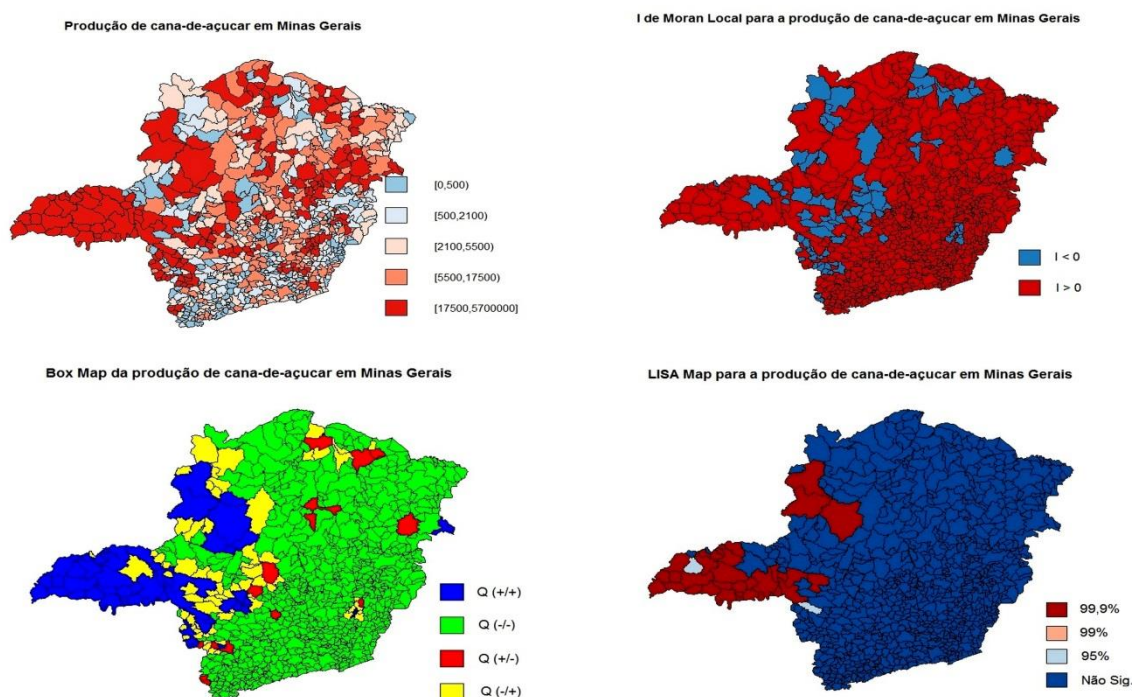 Produção de cana-de-açucar em Minas Gerais
[0,500)
[500,2100)
[2100,5500)
[5500,17500)
[17500,5700000]
I de Moran Local para a produção de cana-de-açucar em Minas Gerais
I < 0
I > 0
Box Map da produção de cana-de-açucar em Minas Gerais
Q (+/+)
Q (-/-)
Q (+/-)
Q (-/+)
LISA Map para a produção de cana-de-açucar em Minas Gerais
99,9%
99%
95%
Não Sig.